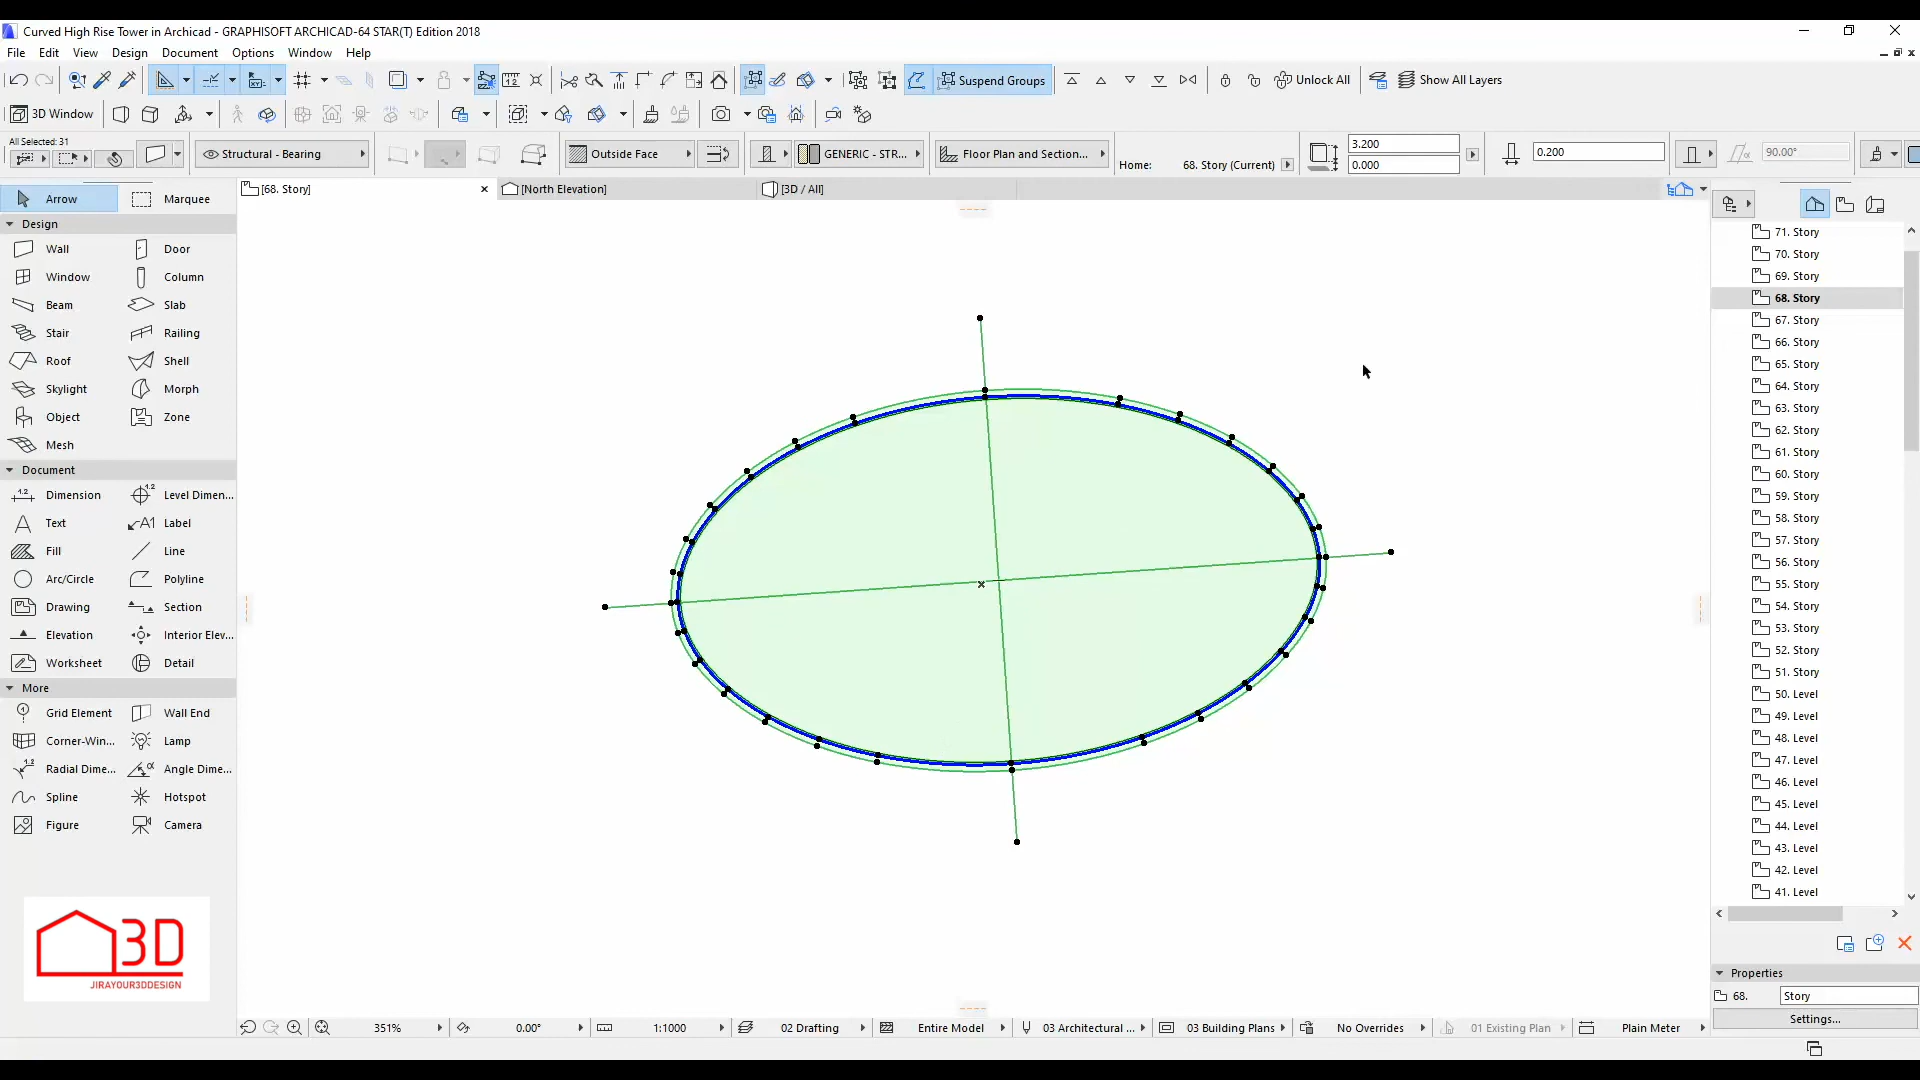 Curved High Rise Tower in Archicad - GRAPHISOFT ARCHICAD-64 STAR(T) Edition 2018
File Edit View Design Document Options Window Help
Suspend Groups Unlock All Show All Layers
3D Window
All Selected: 31
Structural - Bearing Outside Face GENERIC - STR... Floor Plan and Section... Home: 68. Story (Current) 3.200 0.000 0.200 90.00°
[68. Story] [North Elevation] [3D / All]
Arrow Marquee
Design
Wall Door
Window Column
Beam Slab
Stair Railing
Roof Shell
Skylight Morph
Object Zone
Mesh
Document
Dimension Level Dimen...
Text Label
Fill Line
Arc/Circle Polyline
Drawing Section
Elevation Interior Elev...
Worksheet Detail
More
Grid Element Wall End
Corner-Win... Lamp
Radial Dime... Angle Dime...
Spline Hotspot
Figure Camera
3D
JIRAYOUR3DDESIGN
71. Story
70. Story
69. Story
68. Story
67. Story
66. Story
65. Story
64. Story
63. Story
62. Story
61. Story
60. Story
59. Story
58. Story
57. Story
56. Story
55. Story
54. Story
53. Story
52. Story
51. Story
50. Level
49. Level
48. Level
47. Level
46. Level
45. Level
44. Level
43. Level
42. Level
41. Level
Properties
68. Story
Settings...
351% 0.00° 1:1000 02 Drafting Entire Model 03 Architectural ... 03 Building Plans No Overrides 01 Existing Plan Plain Meter